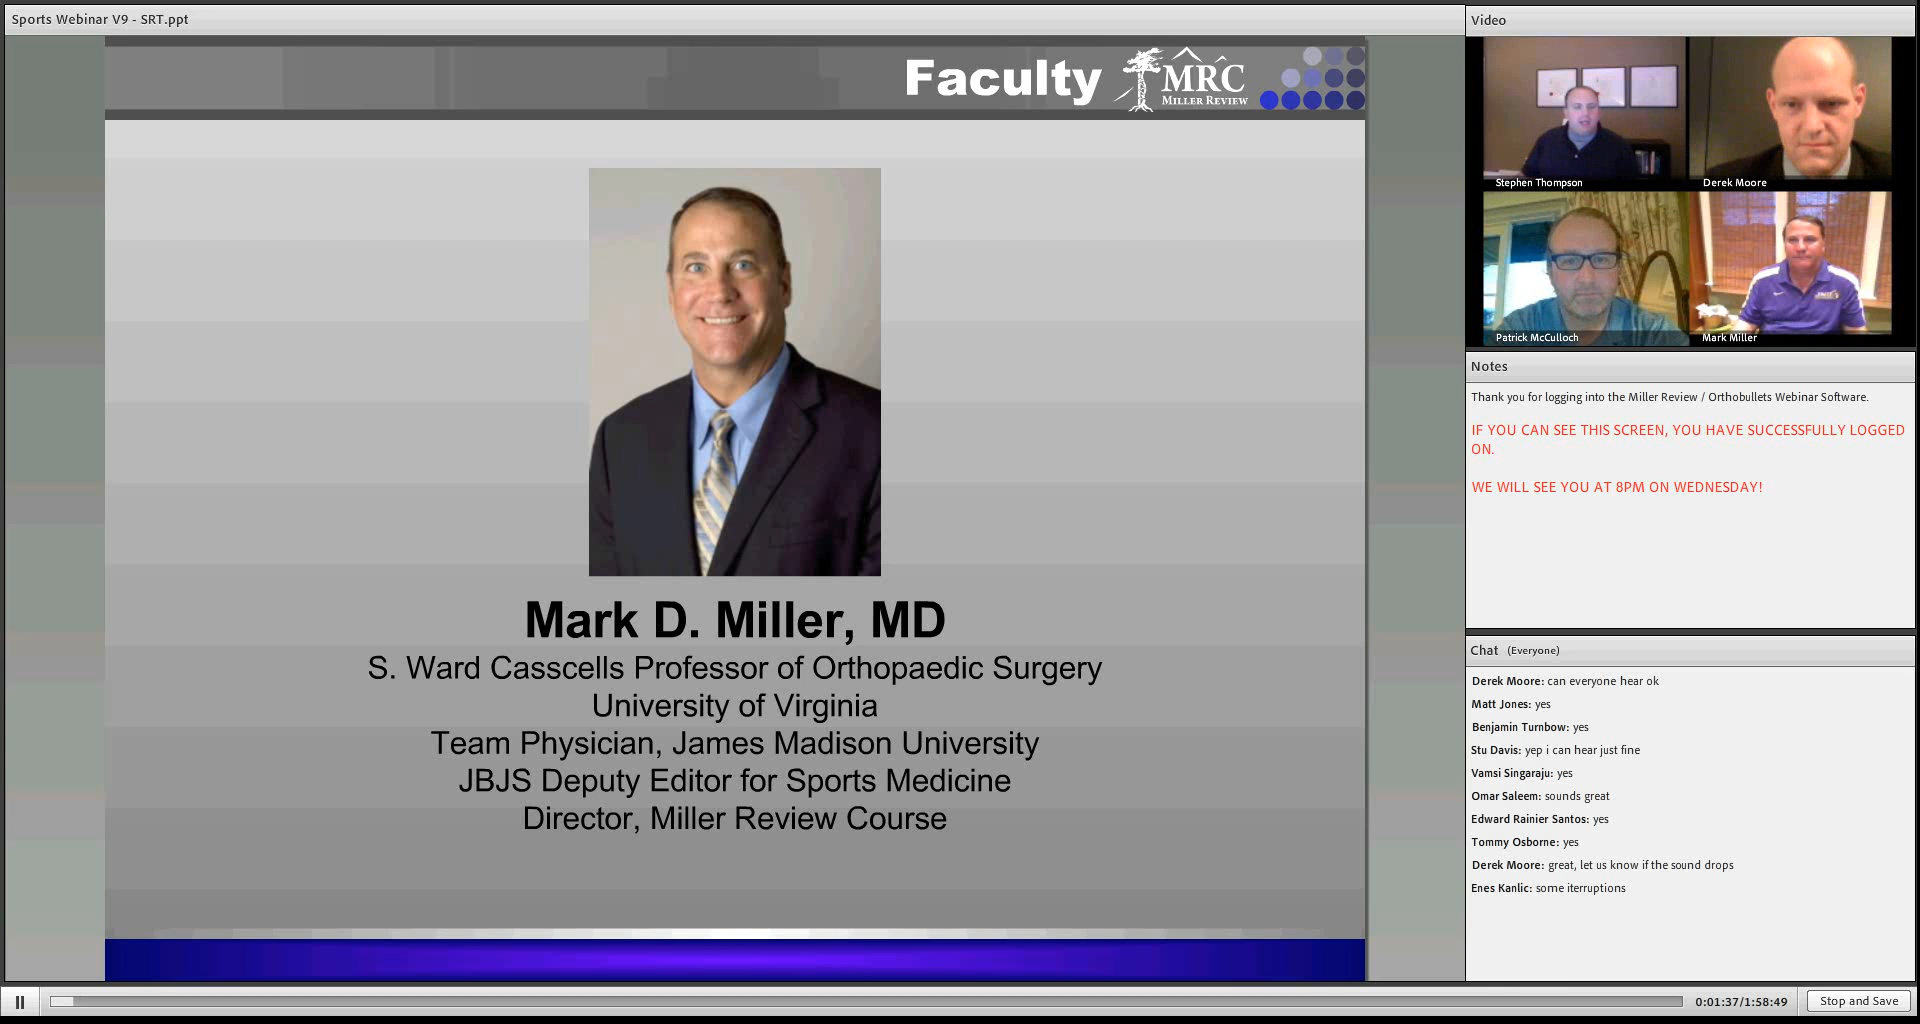 Sports Webinar V9 - SRT.ppt
Faculty
MRC
MILLER REVIEW
Mark D. Miller, MD
S. Ward Casscells Professor of Orthopaedic Surgery
University of Virginia
Team Physician, James Madison University
JBJS Deputy Editor for Sports Medicine
Director, Miller Review Course
Video
Stephen Thompson
Derek Moore
Patrick McCulloch
Mark Miller
Notes
Thank you for logging into the Miller Review / Orthobullets Webinar Software.
IF YOU CAN SEE THIS SCREEN, YOU HAVE SUCCESSFULLY LOGGED
ON.
WE WILL SEE YOU AT 8PM ON WEDNESDAY!
Chat (Everyone)
Derek Moore: can everyone hear ok
Matt Jones: yes
Benjamin Turnbow: yes
Stu Davis: yep i can hear just fine
Vamsi Singaraju: yes
Omar Saleem: sounds great
Edward Rainier Santos: yes
Tommy Osborne: yes
Derek Moore: great, let us know if the sound drops
Enes Kanlic: some iterruptions
0:01:37/1:58:49
Stop and Save